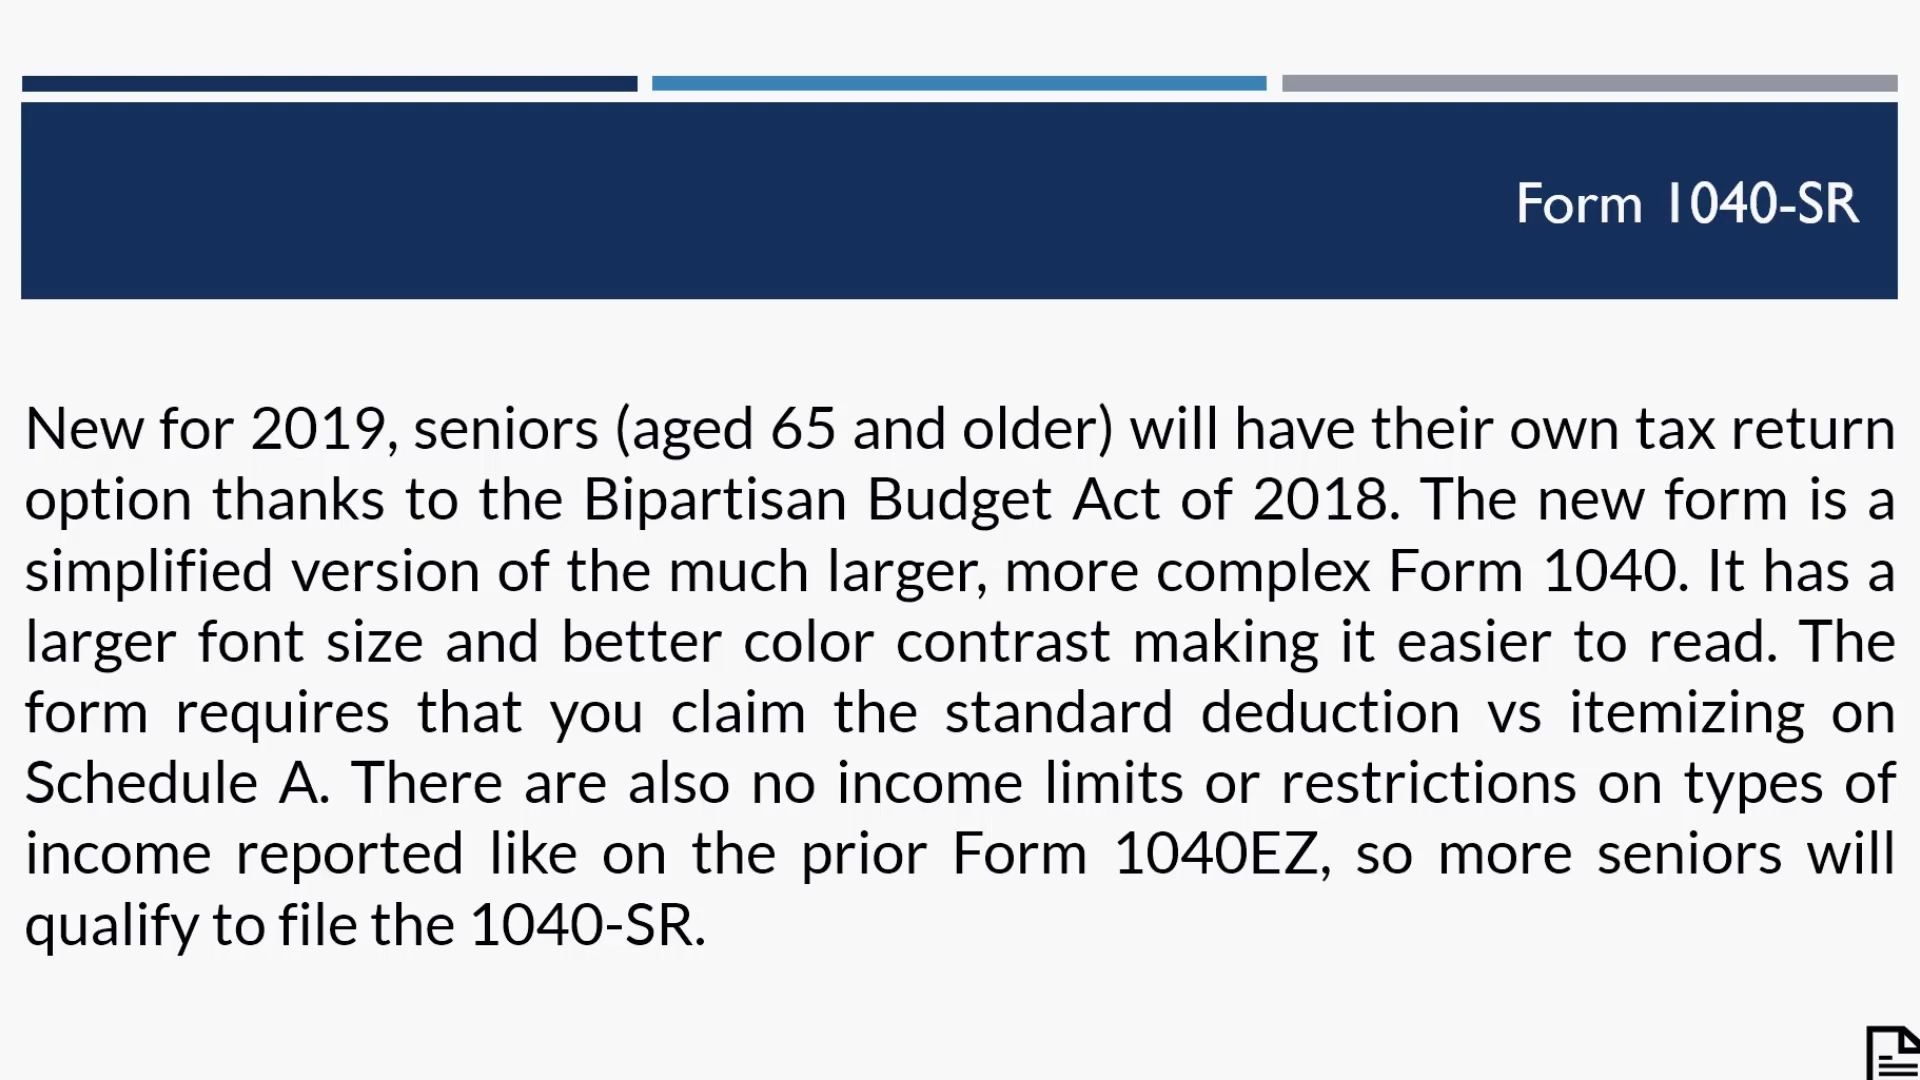 Form 1040-SR
New for 2019, seniors (aged 65 and older) will have their own tax return
option thanks to the Bipartisan Budget Act of 2018. The new form is a
simplified version of the much larger, more complex Form 1040. It has a
larger font size and better color contrast making it easier to read. The
form requires that you claim the standard deduction vs itemizing on
Schedule A. There are also no income limits or restrictions on types of
income reported like on the prior Form 1040EZ, so more seniors will
qualify to file the 1040-SR.